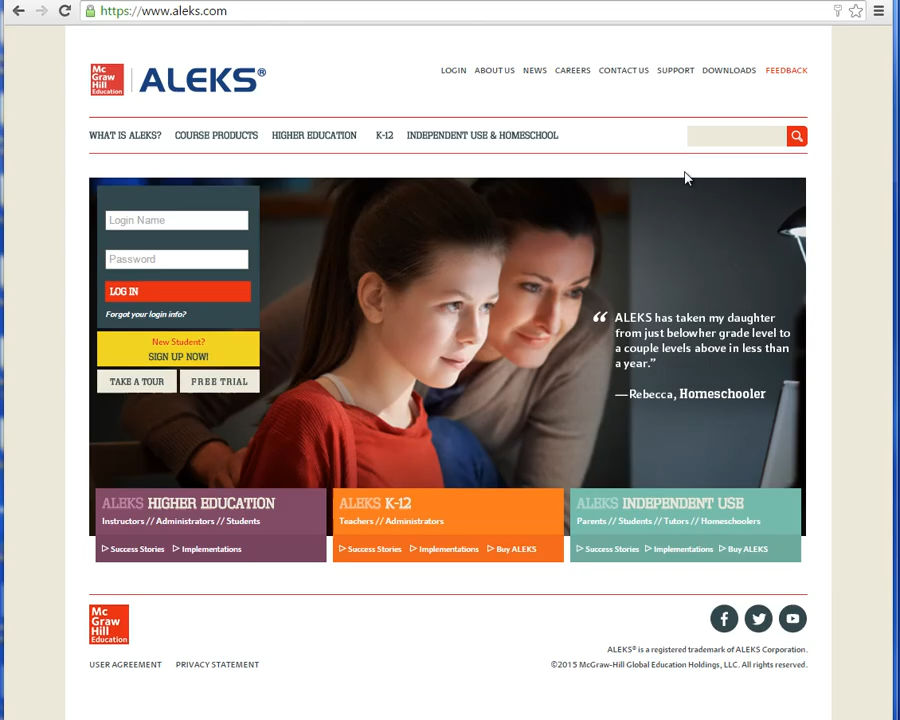 https://www.aleks.com
Mc
Graw
Hill
Education
ALEKS®
LOGIN ABOUT US NEWS CAREERS CONTACT US SUPPORT DOWNLOADS FEEDBACK
WHAT IS ALEKS? COURSE PRODUCTS HIGHER EDUCATION K-12 INDEPENDENT USE & HOMESCHOOL
Login Name
Password
LOG IN
Forgot your login info?
New Student?
SIGN UP NOW!
TAKE A TOUR FREE TRIAL
“ ALEKS has taken my daughter
from just belowher grade level to
a couple levels above in less than
a year.”
—Rebecca, Homeschooler
ALEKS HIGHER EDUCATION
Instructors // Administrators // Students
Success Stories Implementations
ALEKS K-12
Teachers // Administrators
Success Stories Implementations Buy ALEKS
ALEKS INDEPENDENT USE
Parents // Students // Tutors // Homeschoolers
Success Stories Implementations Buy ALEKS
Mc
Graw
Hill
Education
USER AGREEMENT PRIVACY STATEMENT
ALEKS® is a registered trademark of ALEKS Corporation.
©2015 McGraw-Hill Global Education Holdings, LLC. All rights reserved.